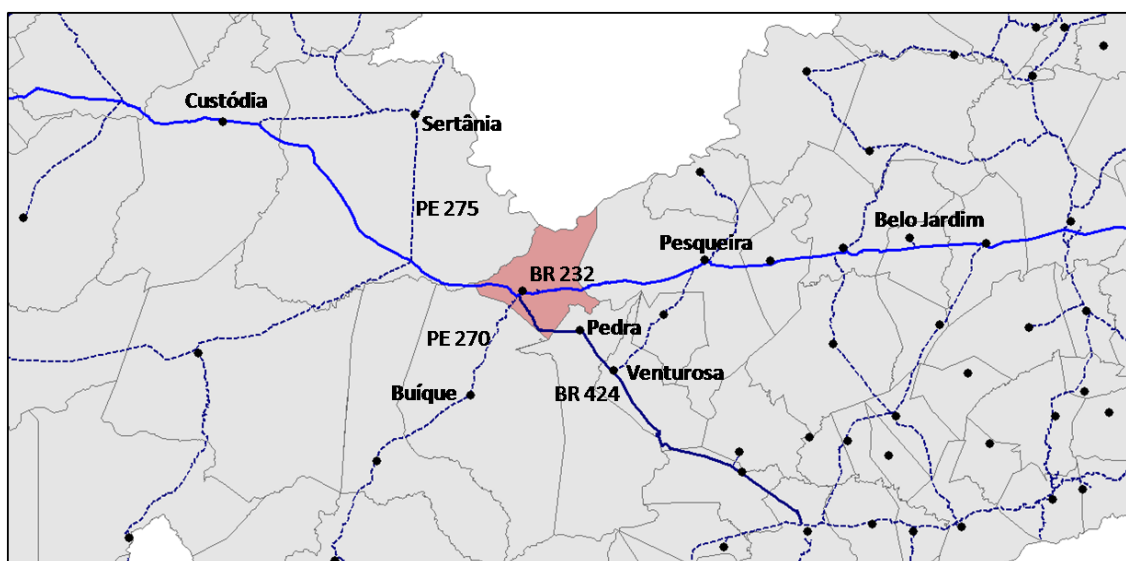 Custódia
Sertânia
PE 275
Belo Jardim
Pesqueira
BR 232
Pedra
PE 270
Venturosa
Buíque
BR 424